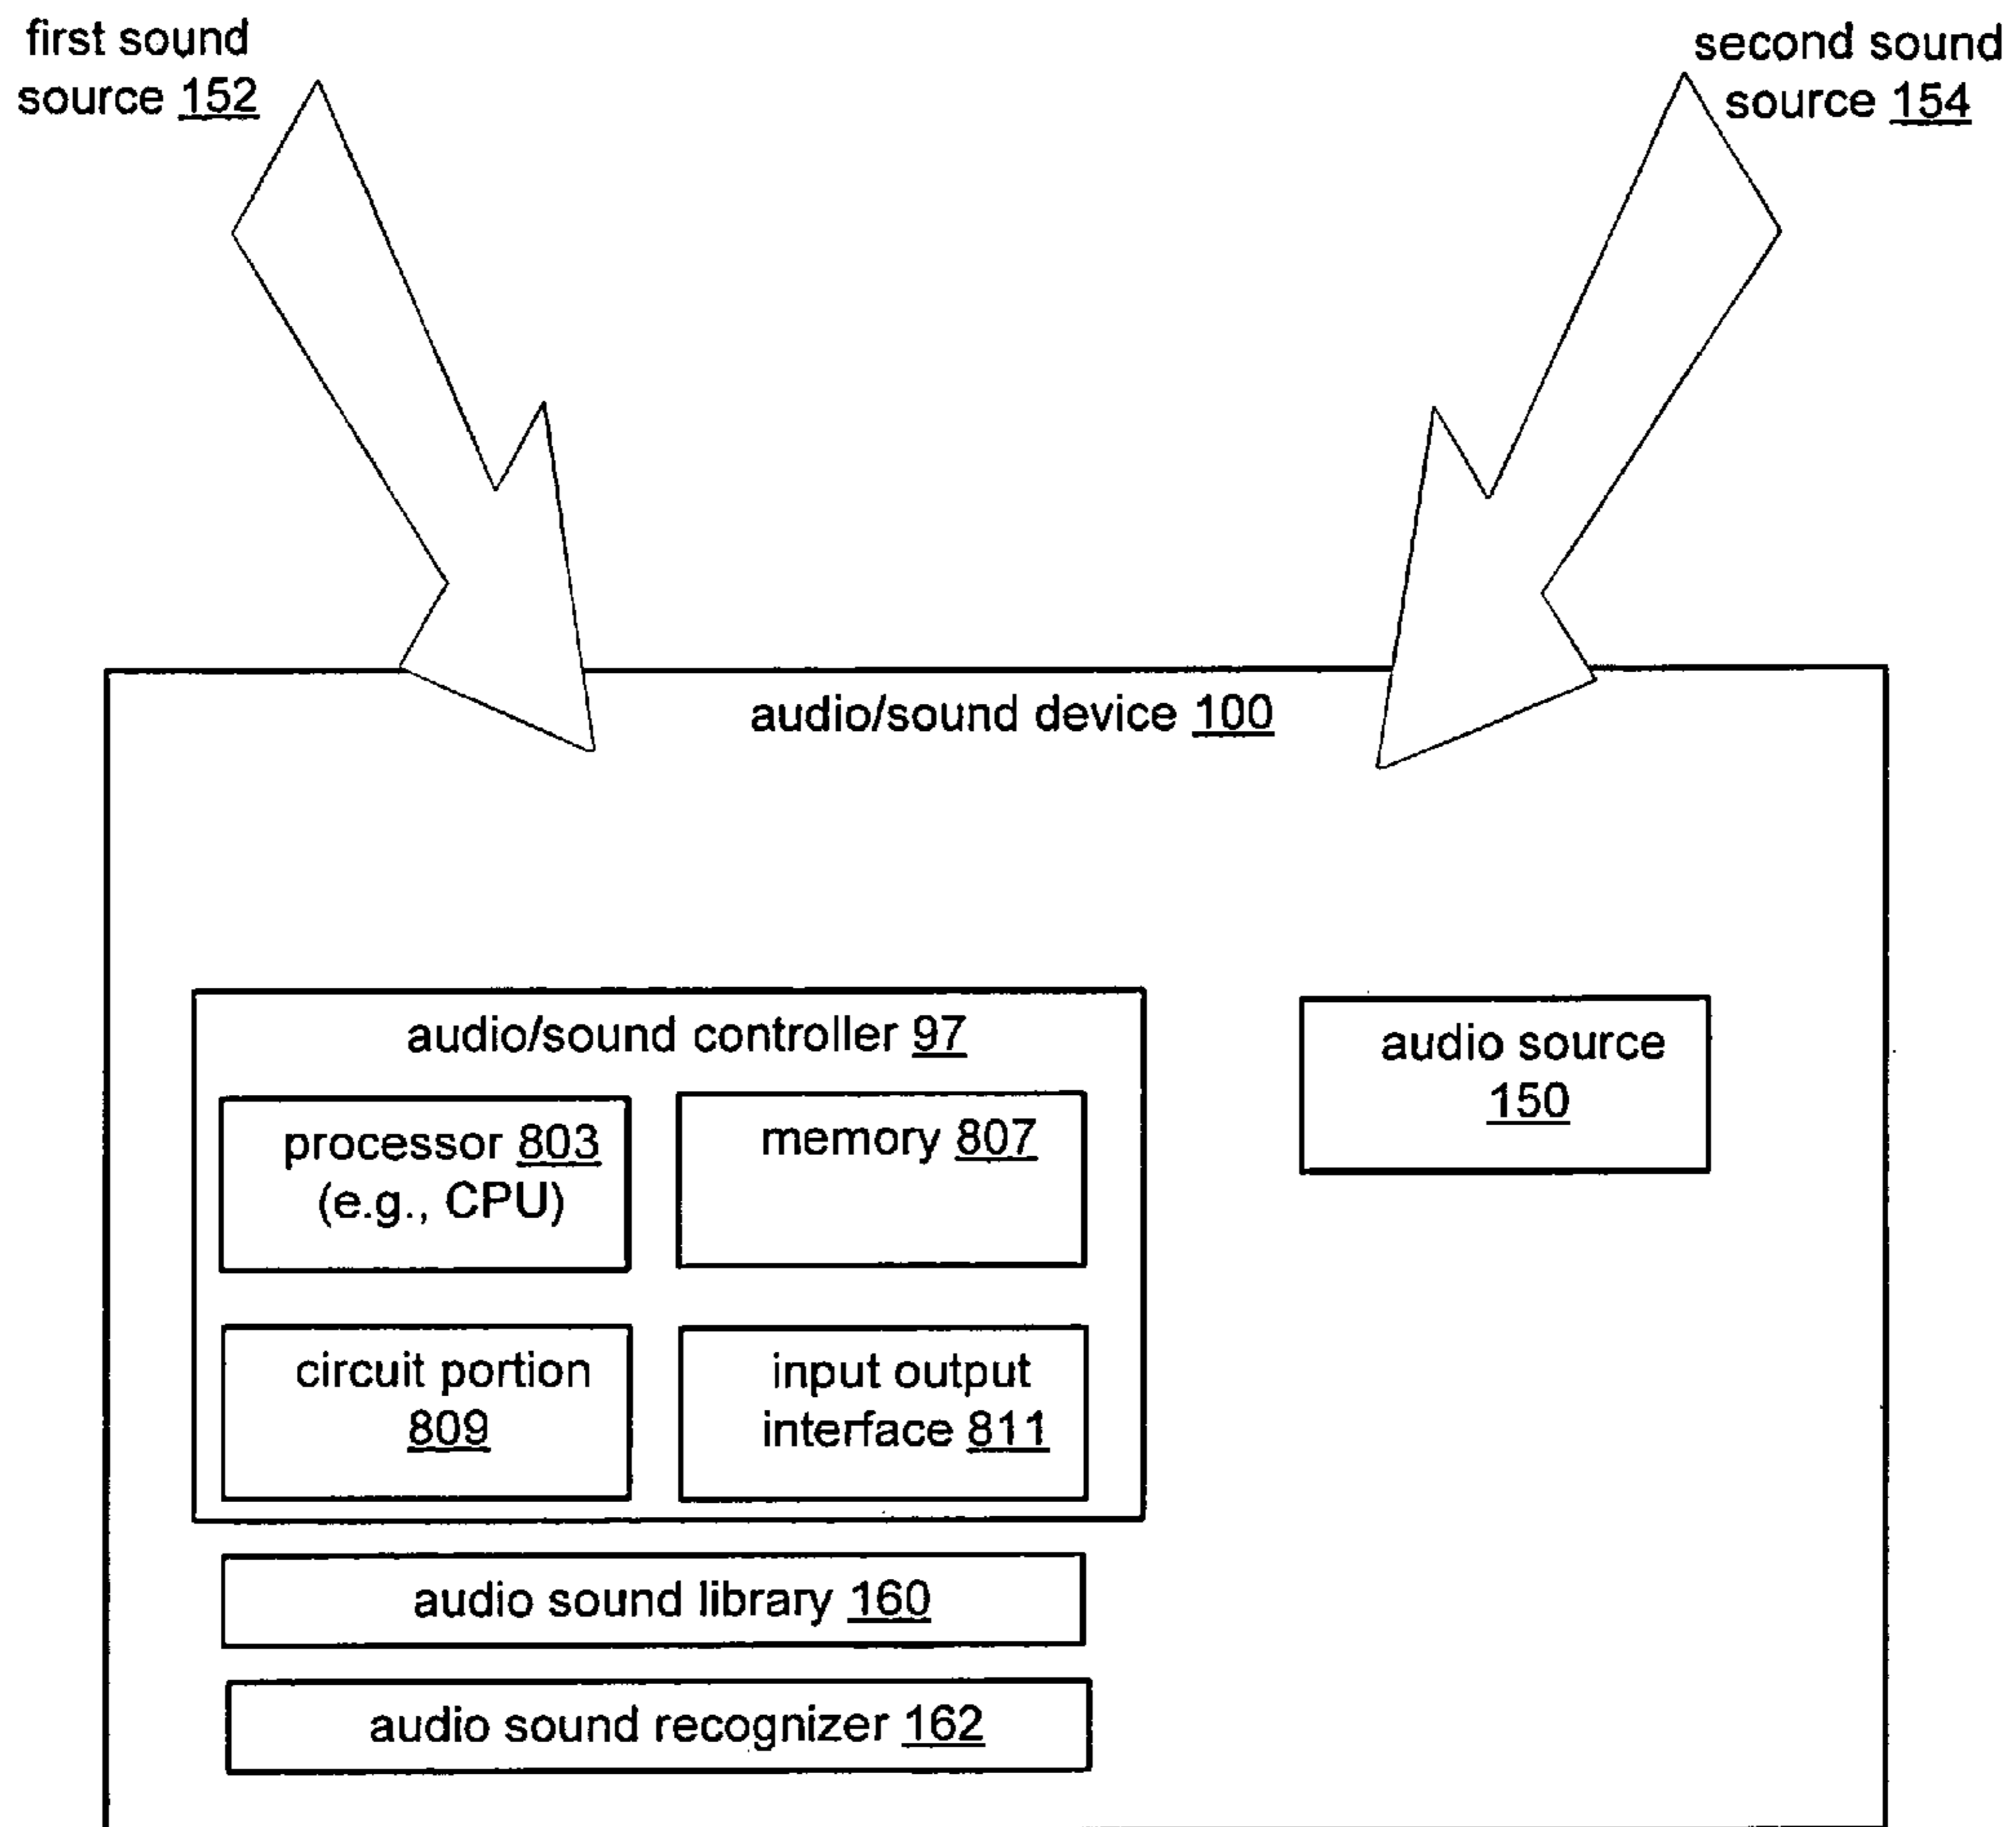 first sound
source 152
second sound
source 154
audio/sound device 100
audio/sound controller 97
processor 803
(e.g., CPU)
memory 807
circuit portion
809
input output
interface 811
audio source
150
audio sound library 160
audio sound recognizer 162